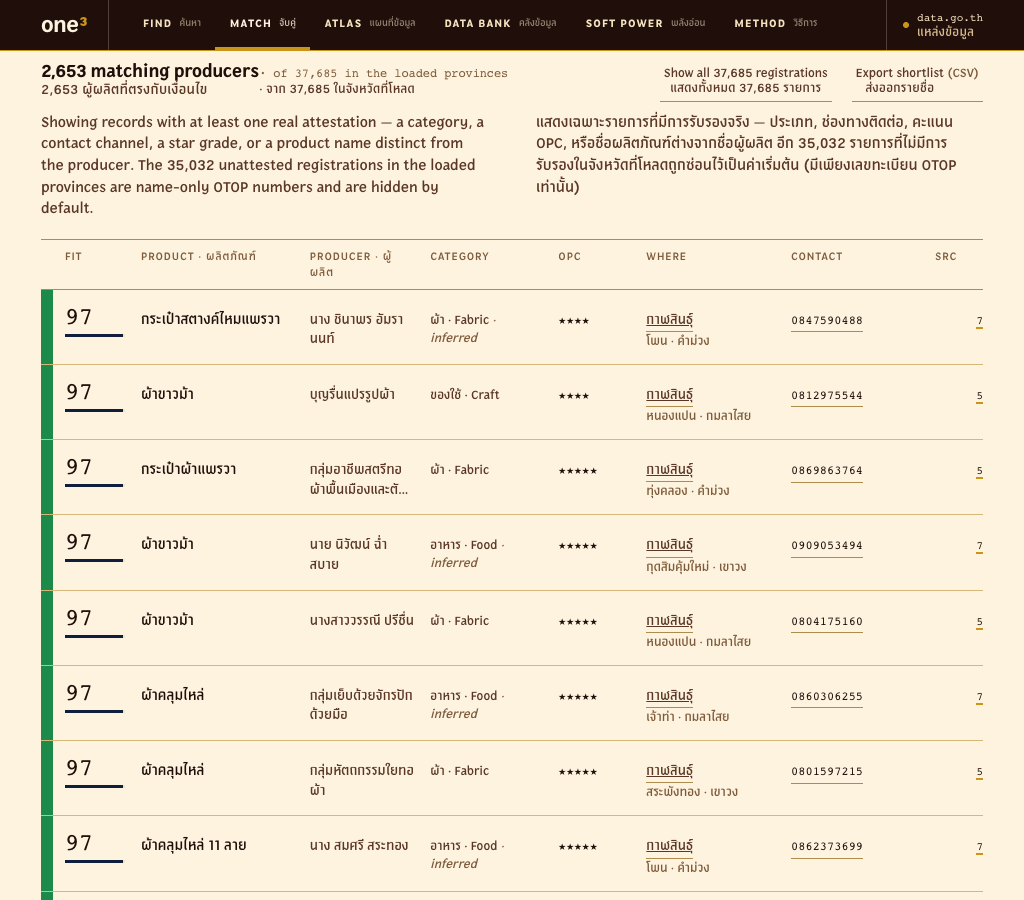 one³
FIND ค้นหา
MATCH จับคู่
ATLAS แผนที่ข้อมูล
DATA BANK คลังข้อมูล
SOFT POWER พลังอ่อน
METHOD วิธีการ
data.go.th
แหล่งข้อมูล
2,653 matching producers · of 37,685 in the loaded provinces
2,653 ผู้ผลิตที่ตรงกับเงื่อนไข · จาก 37,685 ในจังหวัดที่โหลด
Show all 37,685 registrations
แสดงทั้งหมด 37,685 รายการ
Export shortlist (CSV)
ส่งออกรายชื่อ
Showing records with at least one real attestation — a category, a
contact channel, a star grade, or a product name distinct from
the producer. The 35,032 unattested registrations in the loaded
provinces are name-only OTOP numbers and are hidden by
default.
แสดงเฉพาะรายการที่มีการรับรองจริง — ประเภท, ช่องทางติดต่อ, คะแนน
OPC, หรือชื่อผลิตภัณฑ์ต่างจากชื่อผู้ผลิต อีก 35,032 รายการที่ไม่มีการ
รับรองในจังหวัดที่โหลดถูกซ่อนไว้เป็นค่าเริ่มต้น (มีเพียงเลขทะเบียน OTOP
เท่านั้น)
FIT PRODUCT · ผลิตภัณฑ์ PRODUCER · ผู้ CATEGORY OPC WHERE CONTACT SRC
ผลิต
97 กระเป๋าสตางค์ไหมแพรวา นาง ชินาพร อัมรา ผ้า · Fabric · ★★★★ กาฬสินธุ์ 0847590488 7
นนท์ inferred โพน · คำม่วง
97 ผ้าขาวม้า บุญรื่นแปรรูปผ้า ของใช้ · Craft ★★★★ กาฬสินธุ์ 0812975544 5
หนองแปน · กมลาไสย
97 กระเป๋าผ้าแพรวา กลุ่มอาชีพสตรีทอ ผ้า · Fabric ★★★★★ กาฬสินธุ์ 0869863764 5
ผ้าพื้นเมืองและตั... ทุ่งคลอง · คำม่วง
97 ผ้าขาวม้า นาย นิวัฒน์ ฉ่ำ อาหาร · Food · ★★★★★ กาฬสินธุ์ 0909053494 7
สบาย inferred กุดสิมคุ้มใหม่ · เขาวง
97 ผ้าขาวม้า นางสาววรรณี ปรีชื่น ผ้า · Fabric ★★★★★ กาฬสินธุ์ 0804175160 5
หนองแปน · กมลาไสย
97 ผ้าคลุมไหล่ กลุ่มเย็บด้วยจักรปัก อาหาร · Food · ★★★★★ กาฬสินธุ์ 0860306255 7
ด้วยมือ inferred เจ้าท่า · กมลาไสย
97 ผ้าคลุมไหล่ กลุ่มหัตถกรรมใยทอ ผ้า · Fabric ★★★★★ กาฬสินธุ์ 0801597215 5
ผ้า สระพังทอง · เขาวง
97 ผ้าคลุมไหล่ 11 ลาย นาง สมศรี สระทอง อาหาร · Food · ★★★★★ กาฬสินธุ์ 0862373699 7
inferred โพน · คำม่วง